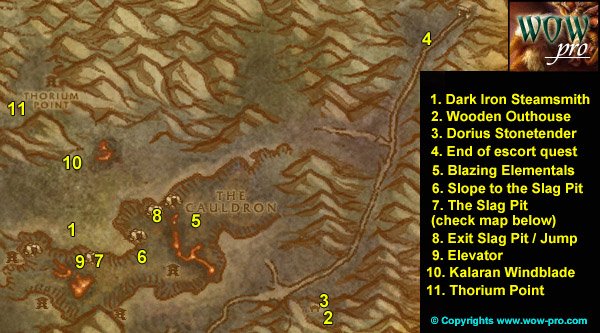 WOW
pro
4
THORIUM
POINT
11
10
THE
CAULDRON
8
5
1
6
9
7
3
2
1. Dark Iron Steamsmith
2. Wooden Outhouse
3. Dorius Stonetender
4. End of escort quest
5. Blazing Elementals
6. Slope to the Slag Pit
7. The Slag Pit
(check map below)
8. Exit Slag Pit / Jump
9. Elevator
10. Kalaran Windblade
11. Thorium Point
© Copyrights www.wow-pro.com